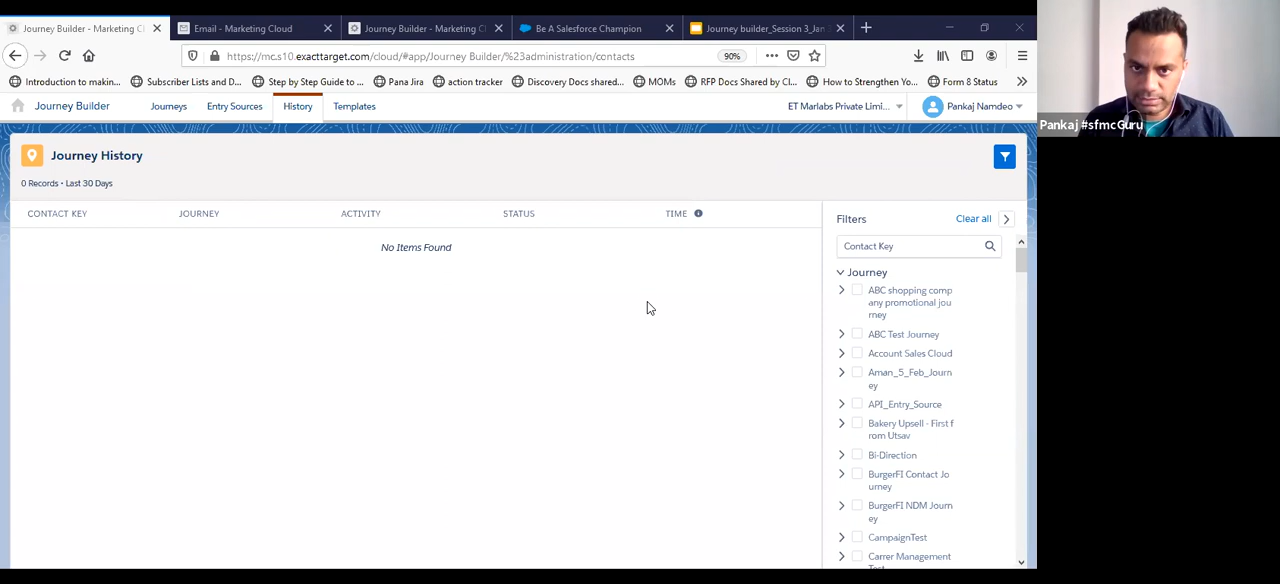 Journey Builder - Marketing C
Email - Marketing Cloud
Journey Builder - Marketing C
Be A Salesforce Champion
Journey builder_Session 3_Jan
https://mc.s10.exacttarget.com/cloud/#app/Journey Builder/%23administration/contacts
90%
Introduction to makin...
Subscriber Lists and D...
Step by Step Guide to ...
Pana Jira
action tracker
Discovery Docs shared...
MOMs
RFP Docs Shared by Cl...
How to Strengthen Yo...
Form 8 Status
Journey Builder
Journeys
Entry Sources
History
Templates
ET Marlabs Private Limi...
Pankaj Namdeo
Pankaj #sfmcGuru
Journey History
0 Records • Last 30 Days
CONTACT KEY
JOURNEY
ACTIVITY
STATUS
TIME
No Items Found
Filters
Clear all
Contact Key
Journey
ABC shopping comp
any promotional jou
rney
ABC Test Journey
Account Sales Cloud
Aman_5_Feb_Journ
ey
API_Entry_Source
Bakery Upsell - First f
rom Utsav
Bi-Direction
BurgerFI Contact Jo
urney
BurgerFI NDM Journ
ey
CampaignTest
Carrer Management
Test